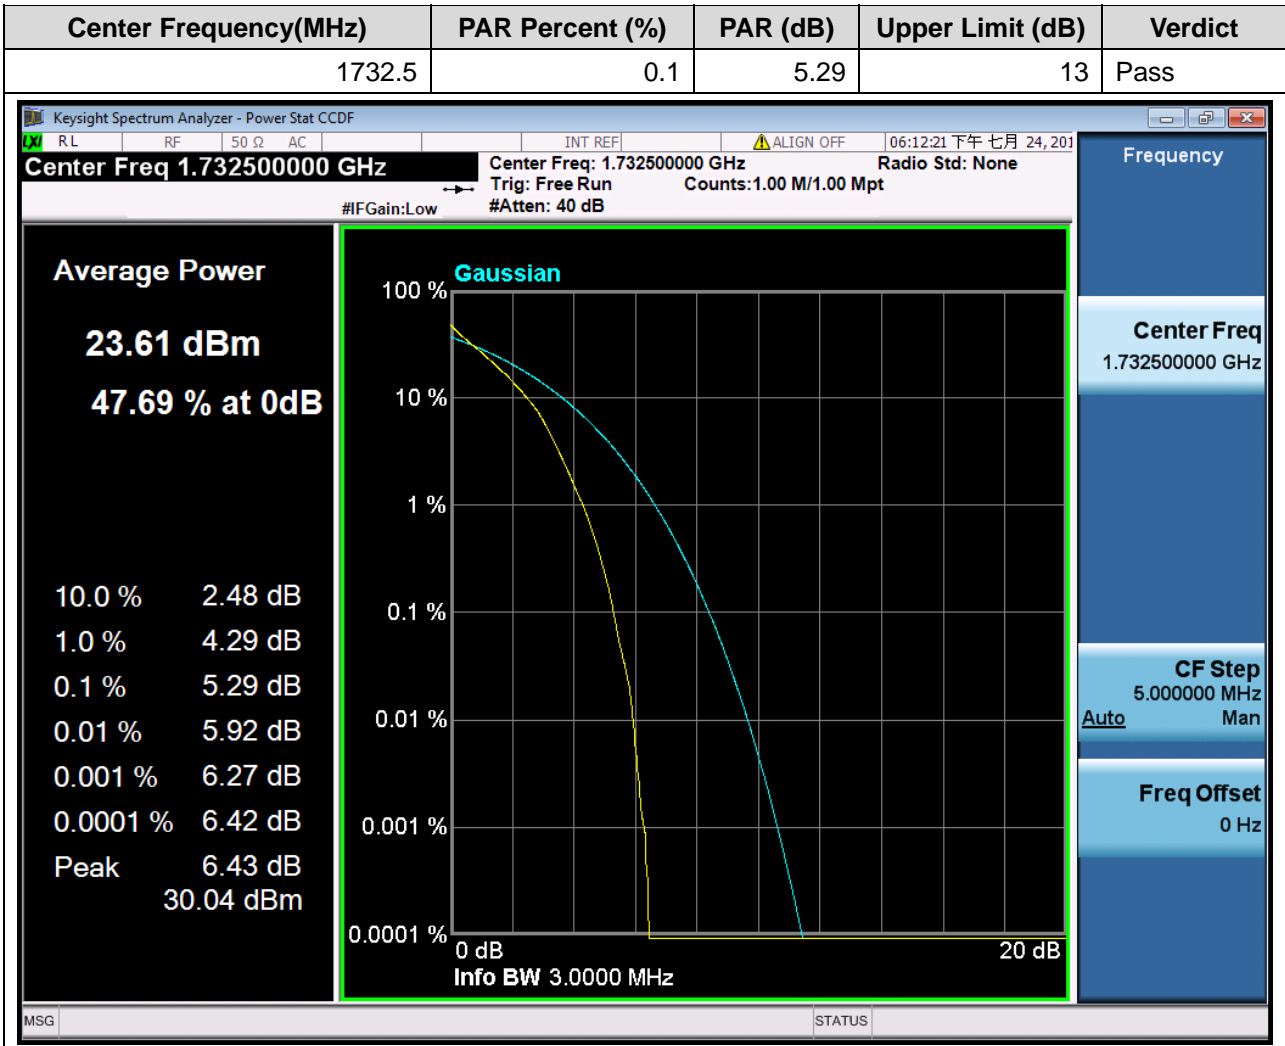 Center Frequency(MHz) PAR Percent (%) PAR (dB) Upper Limit (dB) Verdict
1732.5 0.1 5.29 13 Pass
Keysight Spectrum Analyzer - Power Stat CCDF
LXI RL RF 50 Ω AC INT REF ALIGN OFF 06:12:21 下午 七月 24, 201
Center Freq 1.732500000 GHz
Center Freq: 1.732500000 GHz Radio Std: None
Trig: Free Run Counts:1.00 M/1.00 Mpt
#IFGain:Low #Atten: 40 dB
Frequency
Average Power
23.61 dBm
47.69 % at 0dB
10.0 % 2.48 dB
1.0 % 4.29 dB
0.1 % 5.29 dB
0.01 % 5.92 dB
0.001 % 6.27 dB
0.0001 % 6.42 dB
Peak 6.43 dB
30.04 dBm
Gaussian
100 %
10 %
1 %
0.1 %
0.01 %
0.001 %
0.0001 %
0 dB 20 dB
Info BW 3.0000 MHz
Center Freq
1.732500000 GHz
CF Step
5.000000 MHz
Auto Man
Freq Offset
0 Hz
MSG STATUS